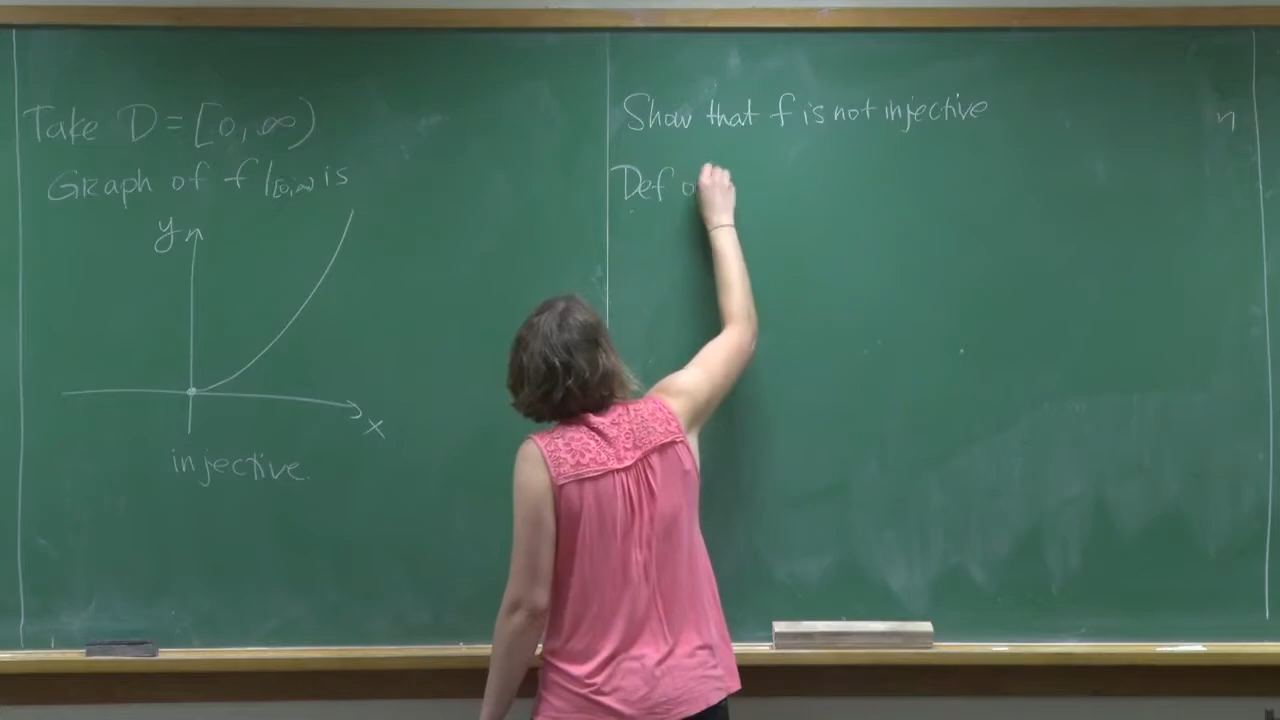 Take D = [0, ∞)
Graph of f|[0,∞) is
y
x
injective.
Show that f is not injective
n
Def o